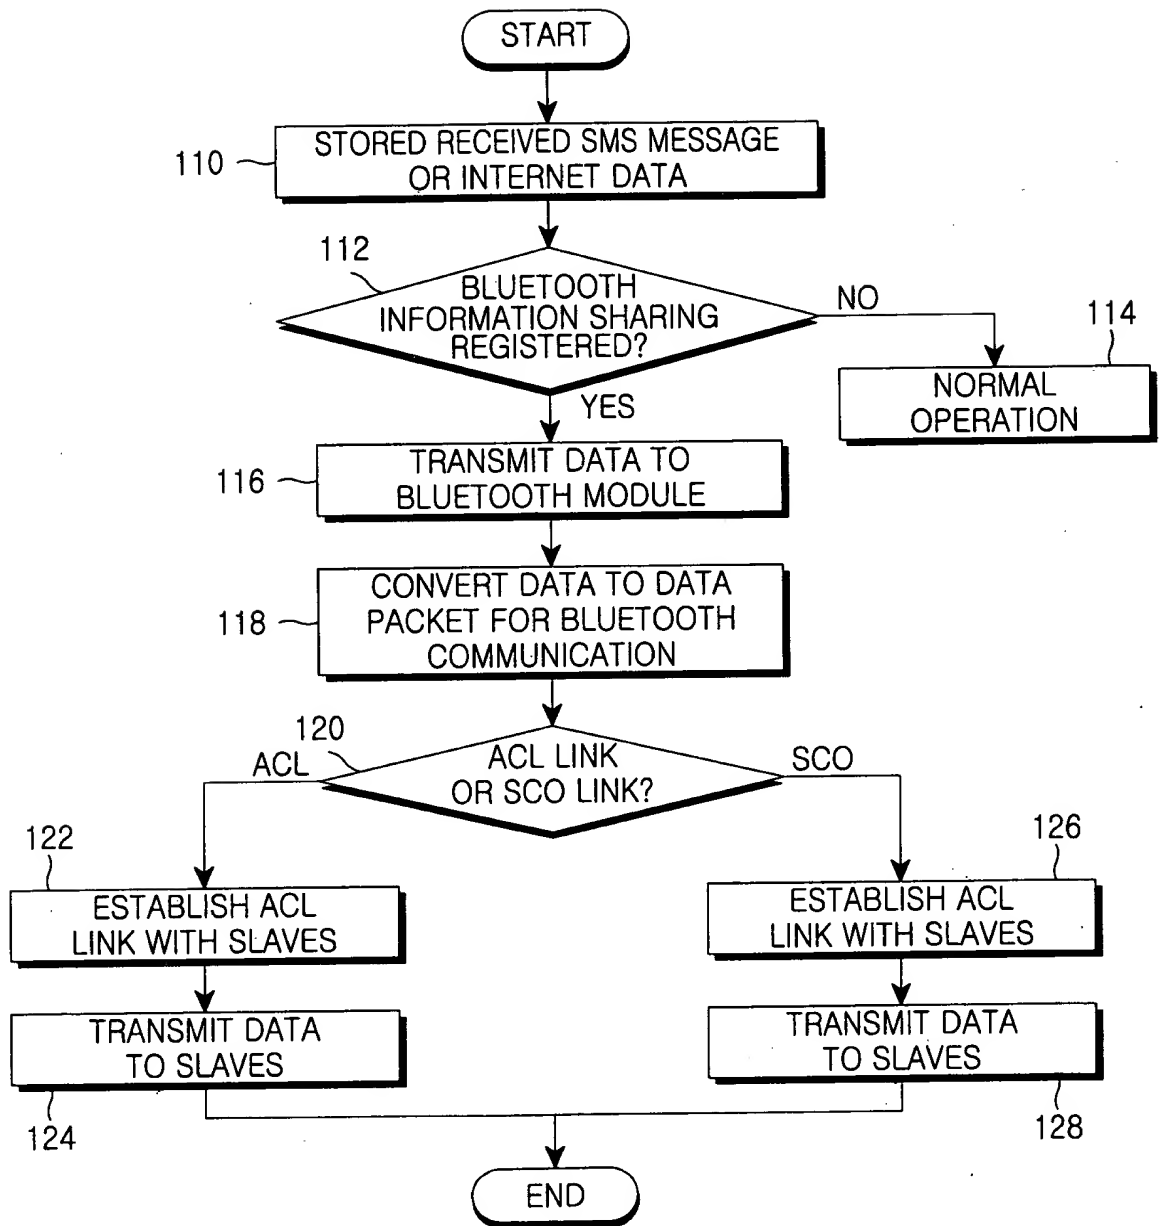 START
110
STORED RECEIVED SMS MESSAGE
OR INTERNET DATA
112
BLUETOOTH
INFORMATION SHARING
REGISTERED?
NO
114
NORMAL
OPERATION
YES
116
TRANSMIT DATA TO
BLUETOOTH MODULE
118
CONVERT DATA TO DATA
PACKET FOR BLUETOOTH
COMMUNICATION
120
ACL LINK
OR SCO LINK?
ACL
SCO
122
ESTABLISH ACL
LINK WITH SLAVES
126
ESTABLISH ACL
LINK WITH SLAVES
TRANSMIT DATA
TO SLAVES
124
TRANSMIT DATA
TO SLAVES
128
END